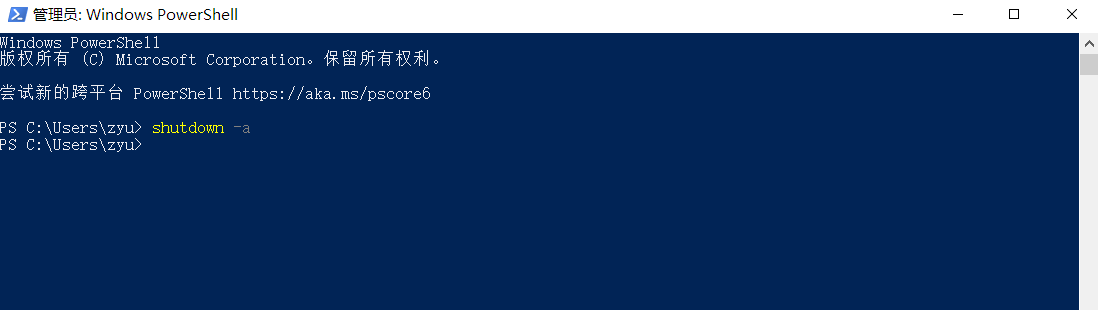 管理员: Windows PowerShell
Windows PowerShell
版权所有 (C) Microsoft Corporation。保留所有权利。
尝试新的跨平台 PowerShell https://aka.ms/pscore6
PS C:\Users\zyu> shutdown -a
PS C:\Users\zyu>